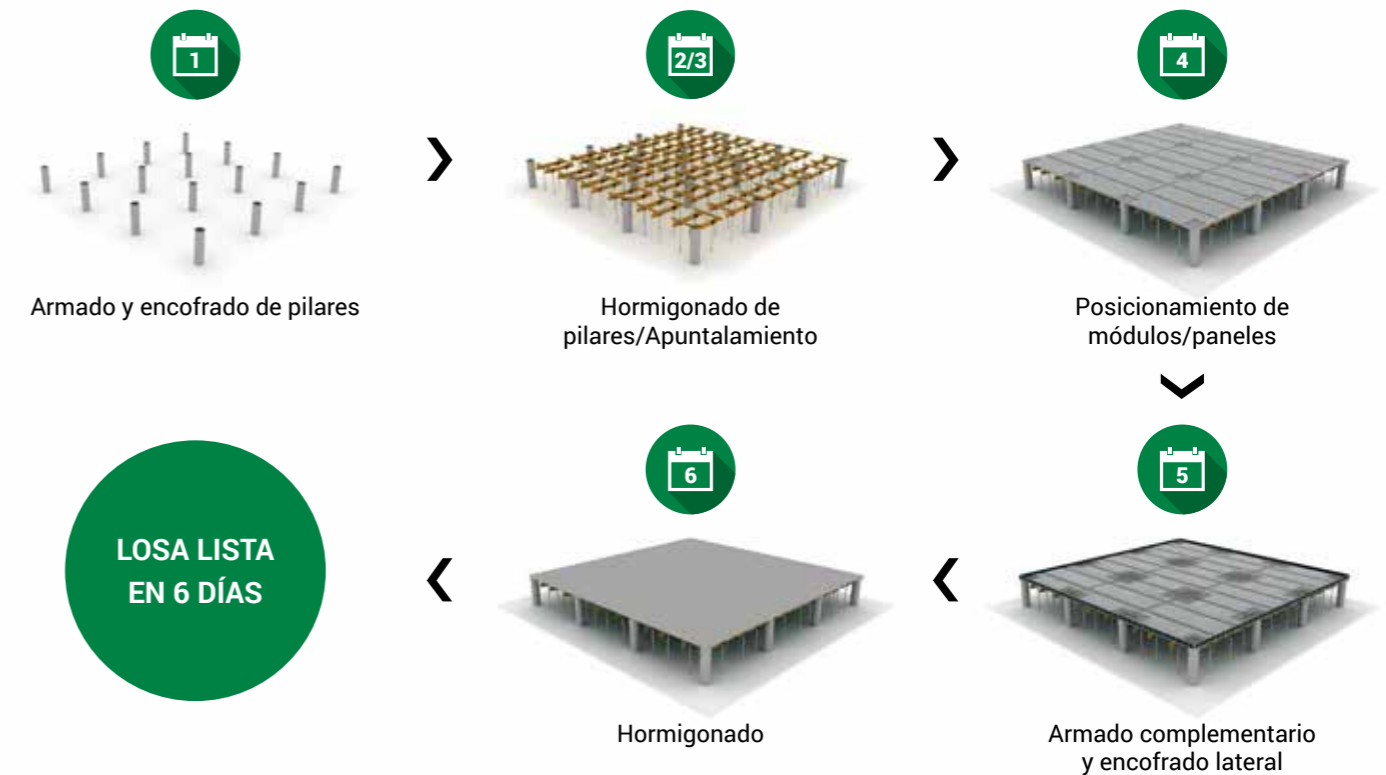 1
Armado y encofrado de pilares
2/3
Hormigonado de
pilares/Apuntalamiento
4
Posicionamiento de
módulos/paneles
5
Armado complementario
y encofrado lateral
6
Hormigonado
LOSA LISTA
EN 6 DÍAS